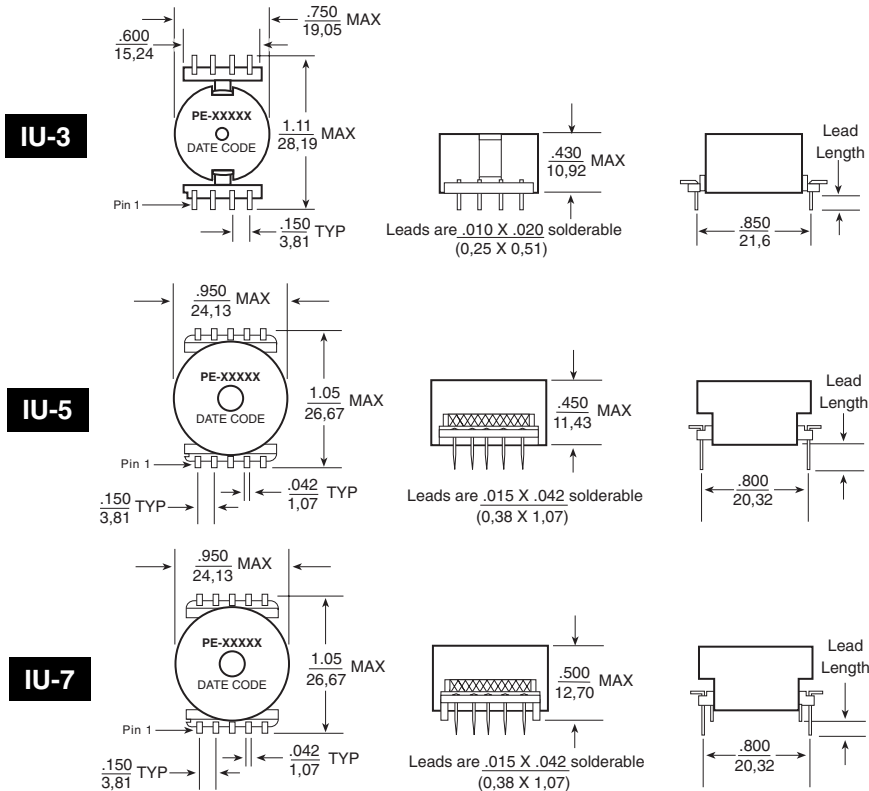 IU-3
.750
19,05 MAX
.600
15,24
PE-XXXXX
DATE CODE
1.11
28,19 MAX
Pin 1
.150
3,81 TYP
.430
10,92 MAX
Leads are .010 X .020 solderable
(0,25 X 0,51)
Lead
Length
.850
21,6
IU-5
.950
24,13 MAX
PE-XXXXX
DATE CODE
1.05
26,67 MAX
Pin 1
.150
3,81 TYP
.042
1,07 TYP
.450
11,43 MAX
Leads are .015 X .042 solderable
(0,38 X 1,07)
Lead
Length
.800
20,32
IU-7
.950
24,13 MAX
PE-XXXXX
DATE CODE
1.05
26,67 MAX
Pin 1
.150
3,81 TYP
.042
1,07 TYP
.500
12,70 MAX
Leads are .015 X .042 solderable
(0,38 X 1,07)
Lead
Length
.800
20,32